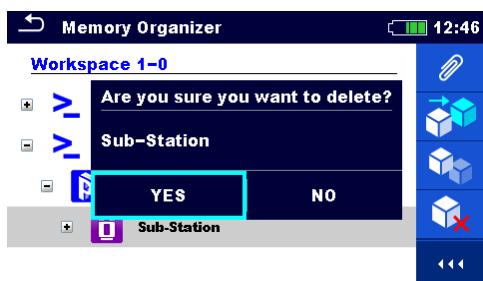 Memory Organizer
12:46
Workspace 1-0
Are you sure you want to delete?
Sub-Station
YES
NO
Sub-Station